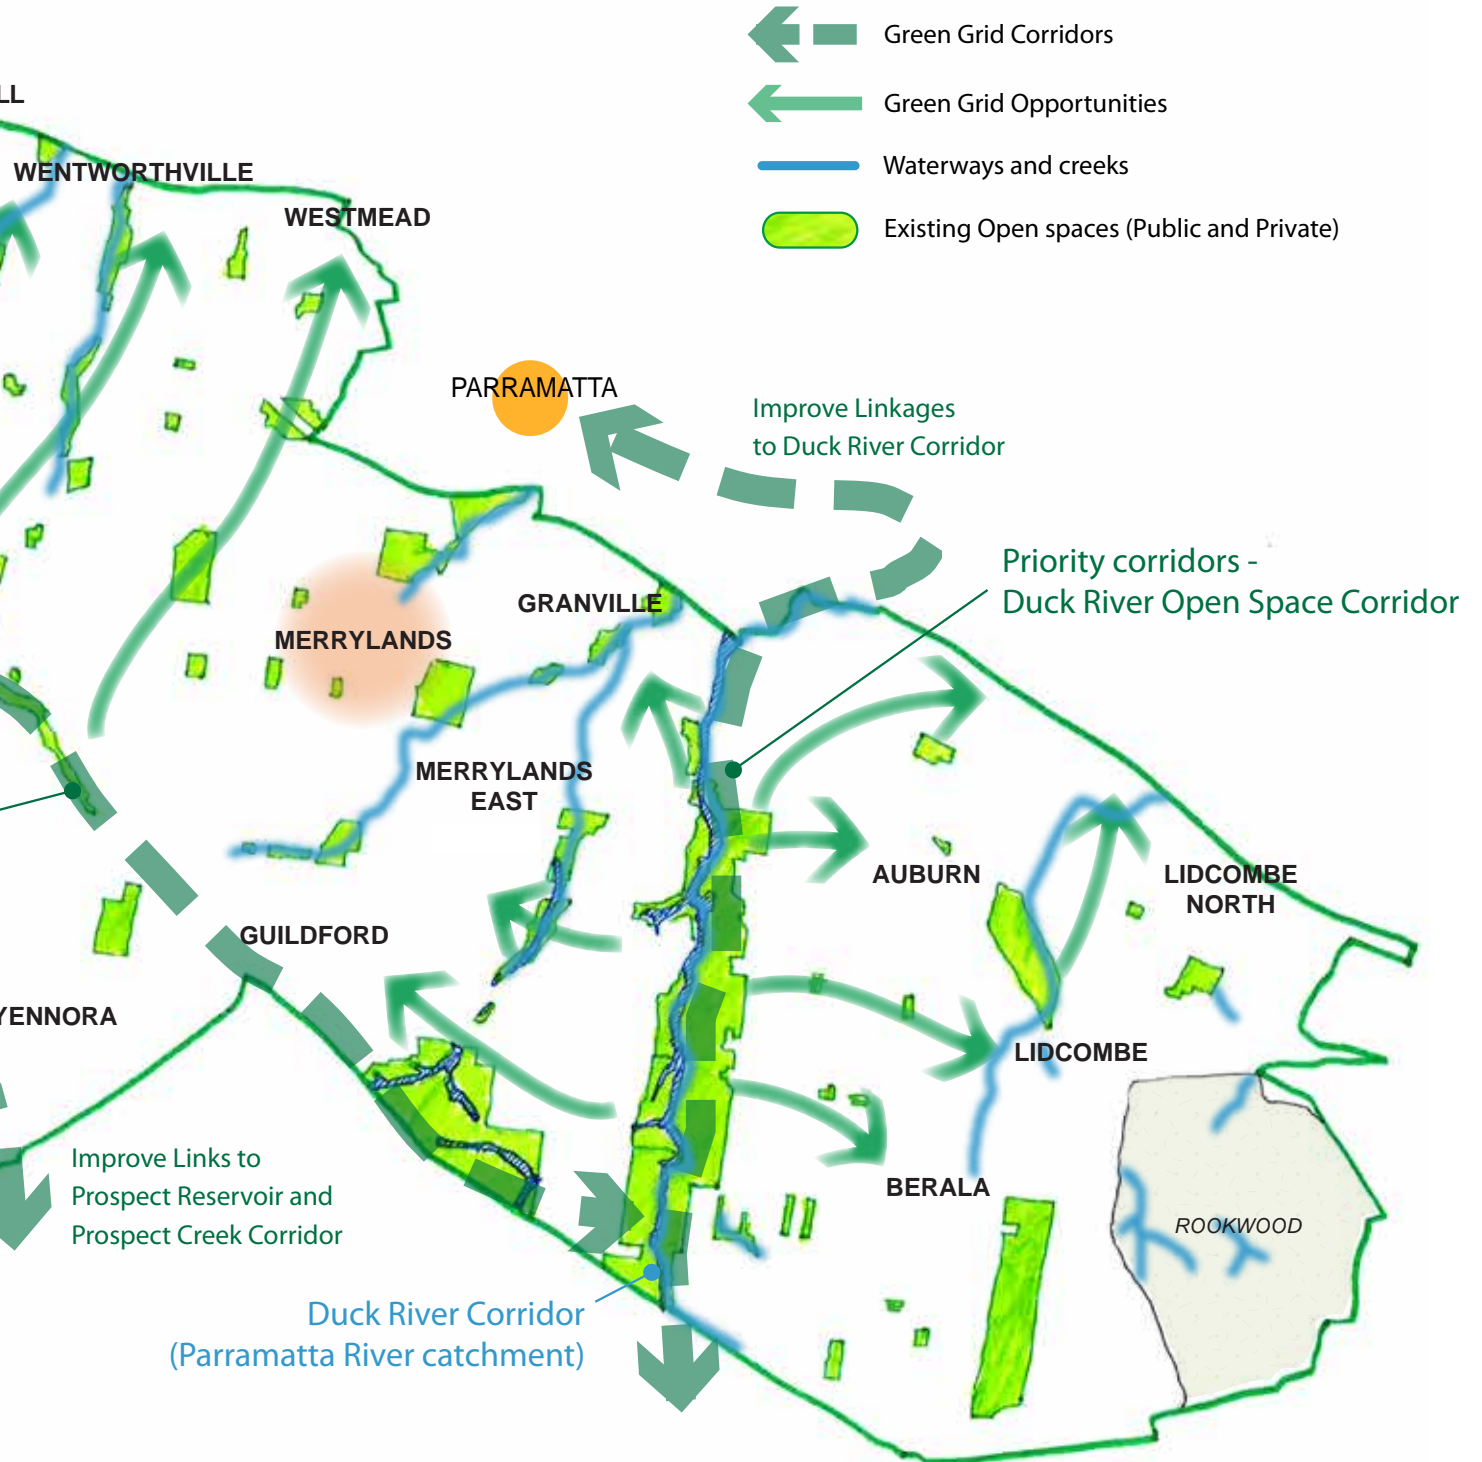 Green Grid Corridors
Green Grid Opportunities
Waterways and creeks
Existing Open spaces (Public and Private)
LL
WENTWORTHVILLE
WESTMEAD
PARRAMATTA
Improve Linkages
to Duck River Corridor
Priority corridors -
Duck River Open Space Corridor
GRANVILLE
MERRYLANDS
MERRYLANDS
EAST
AUBURN
LIDCOMBE
NORTH
GUILDFORD
YENNORA
LIDCOMBE
Improve Links to
Prospect Reservoir and
Prospect Creek Corridor
BERALA
ROOKWOOD
Duck River Corridor
(Parramatta River catchment)